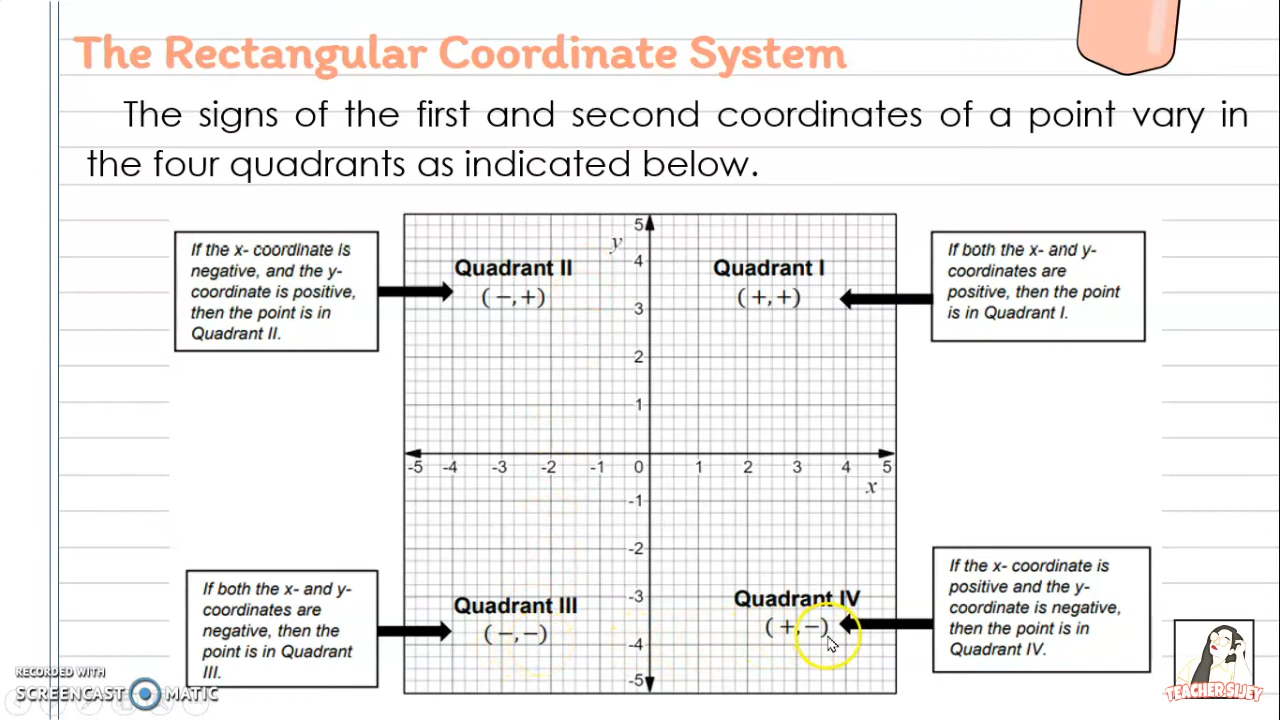 The Rectangular Coordinate System
The signs of the first and second coordinates of a point vary in
the four quadrants as indicated below.
If the x- coordinate is
negative, and the y-
coordinate is positive,
then the point is in
Quadrant II.
Quadrant II
(−,+)
y
5
4
3
2
1
Quadrant I
(+,+)
If both the x- and y-
coordinates are
positive, then the point
is in Quadrant I.
-5 -4 -3 -2 -1 0 1 2 3 4 5
x
-1
-2
-3
-4
-5
If both the x- and y-
coordinates are
negative, then the
point is in Quadrant
III.
Quadrant III
(−,−)
Quadrant IV
(+,−)
If the x- coordinate is
positive and the y-
coordinate is negative,
then the point is in
Quadrant IV.
RECORDED WITH
SCREENCAST MATIC
TEACHER SIJEY